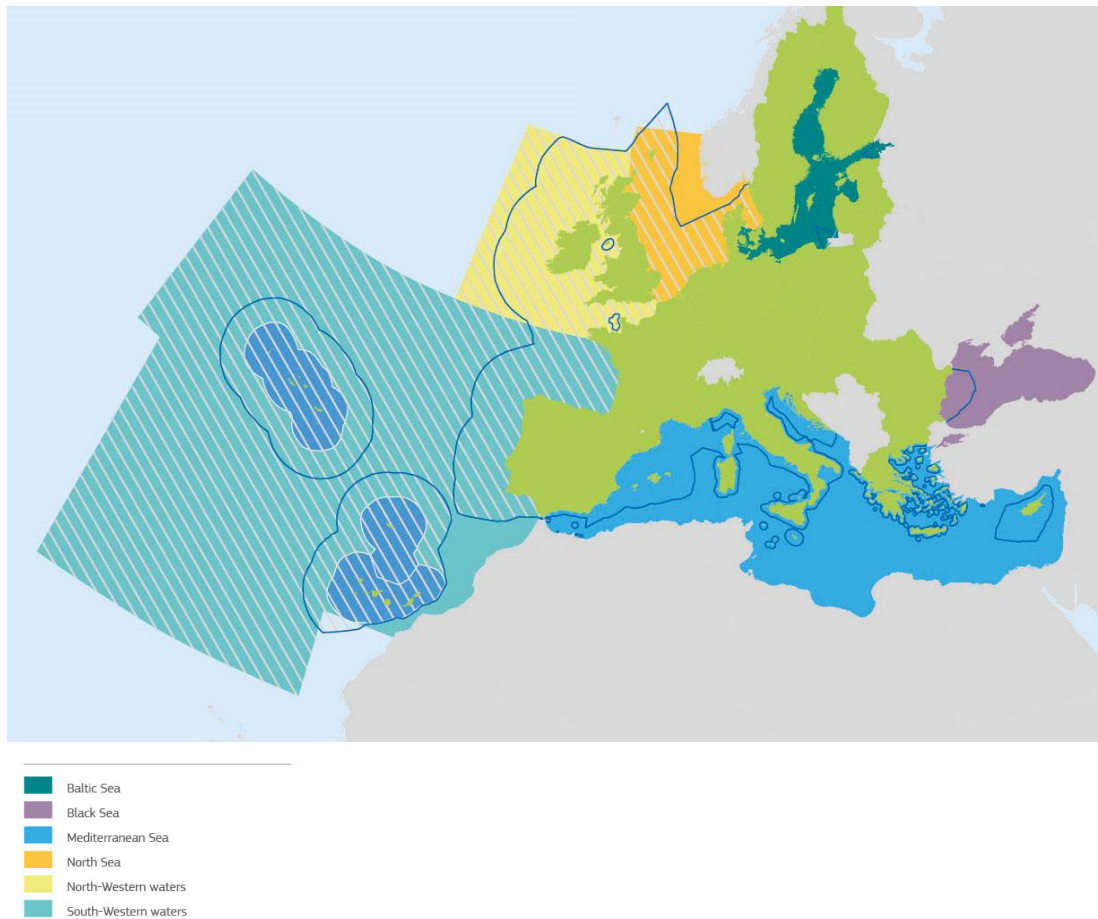 Baltic Sea
Black Sea
Mediterranean Sea
North Sea
North-Western waters
South-Western waters